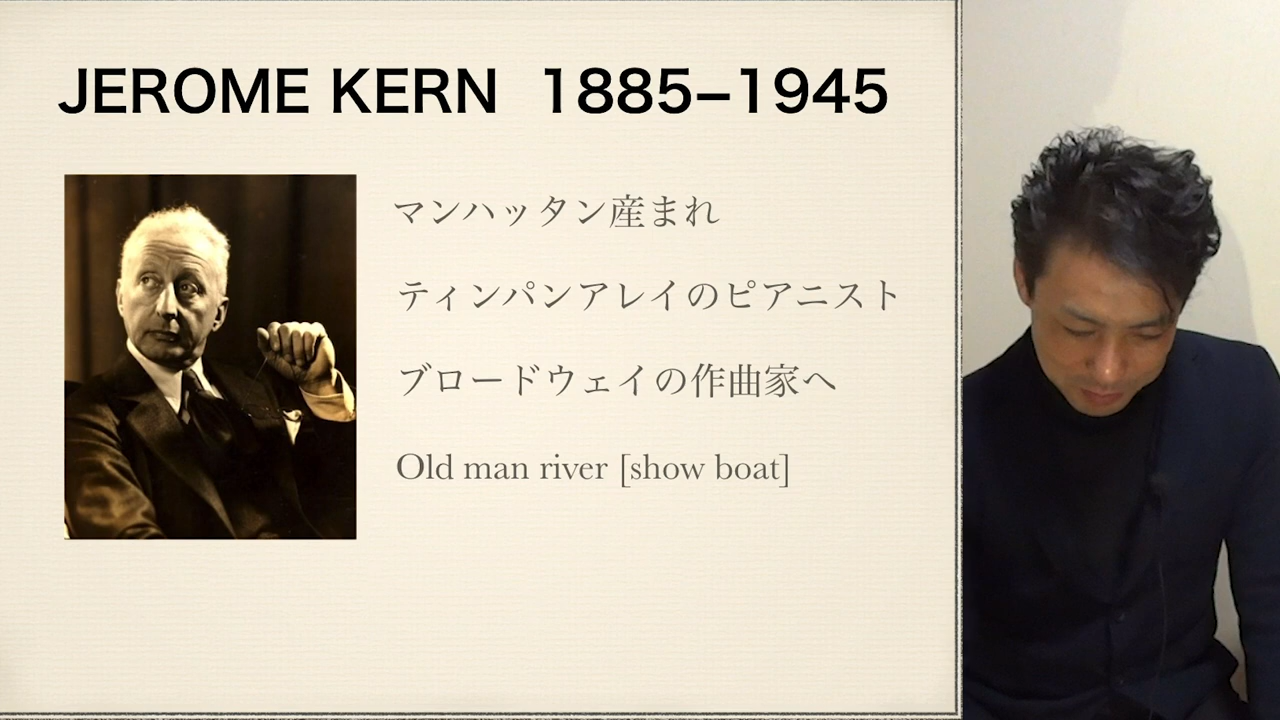 JEROME KERN 1885–1945
マンハッタン産まれ
ティンパンアレイのピアニスト
ブロードウェイの作曲家へ
Old man river [show boat]